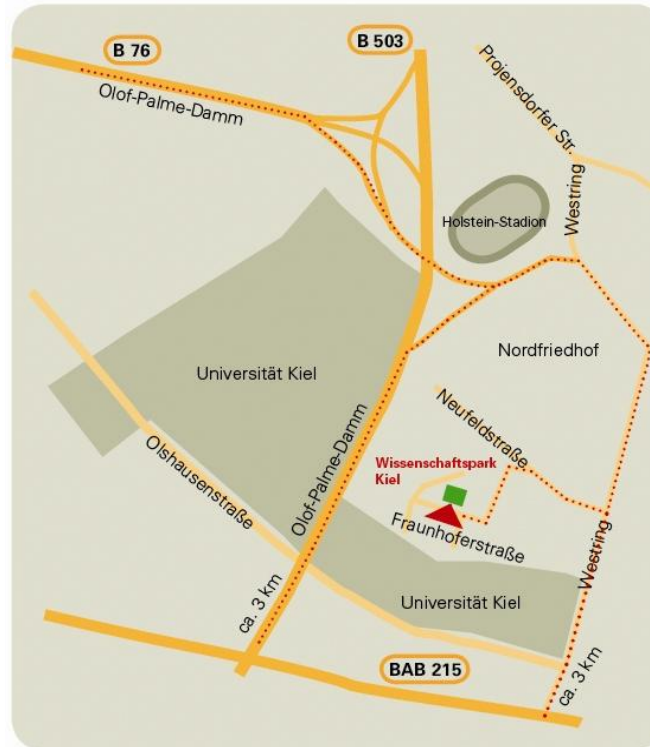 B 503
B 76
Olof-Palme-Damm
Projensdorfer Str.
Westring
Holstein-Stadion
Nordfriedhof
Universität Kiel
Neufeldstraße
Olof-Palme-Damm
Wissenschaftspark
Kiel
Olshausenstraße
Fraunhoferstraße
Westring
ca. 3 km
Universität Kiel
BAB 215
ca. 3 km